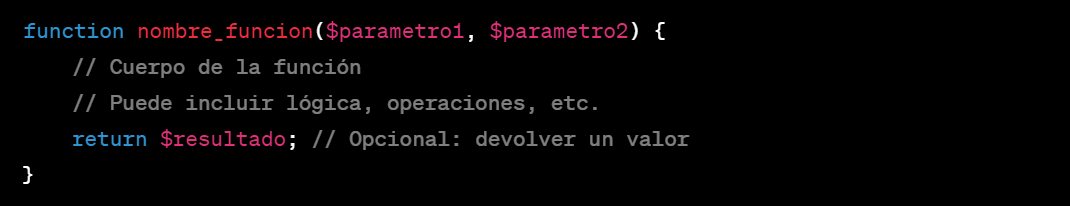 function nombre_funcion($parametro1, $parametro2) {
    // Cuerpo de la función
    // Puede incluir lógica, operaciones, etc.
    return $resultado; // Opcional: devolver un valor
}